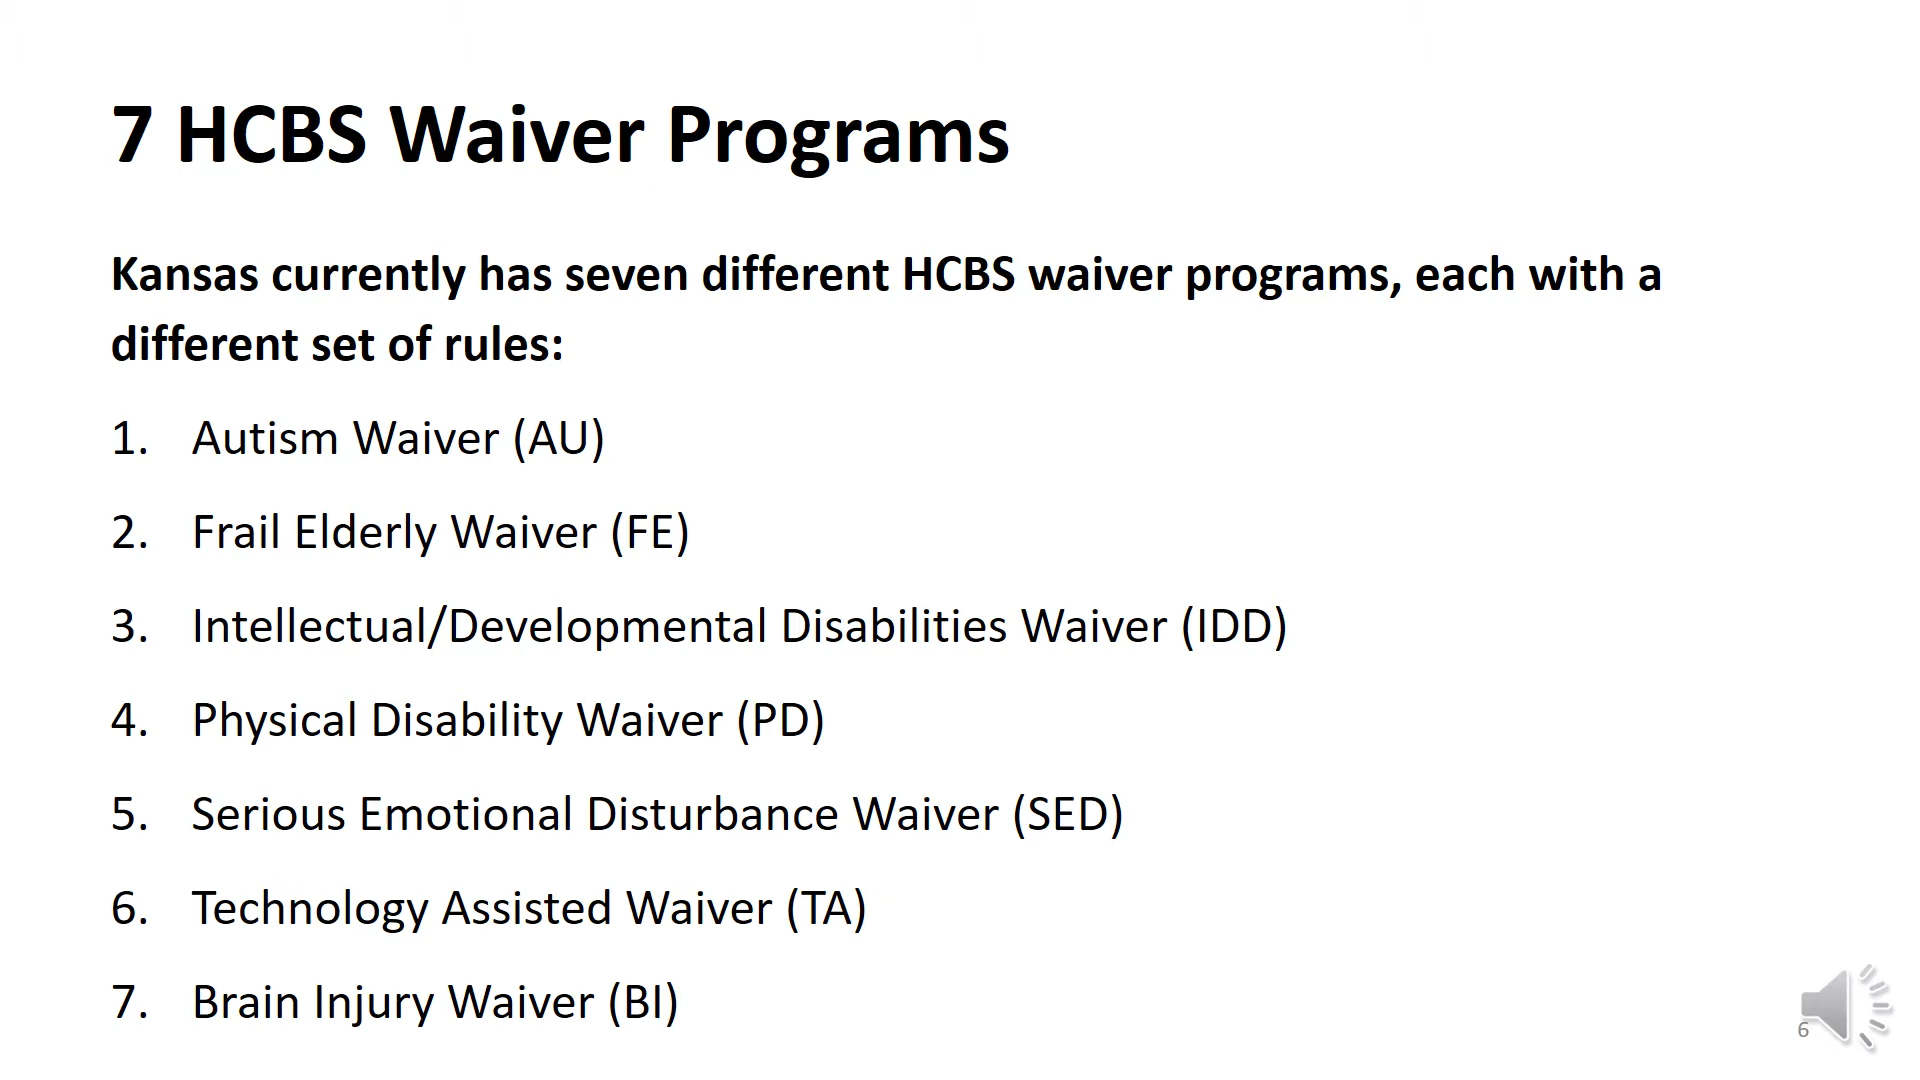 7 HCBS Waiver Programs
Kansas currently has seven different HCBS waiver programs, each with a
different set of rules:
1. Autism Waiver (AU)
2. Frail Elderly Waiver (FE)
3. Intellectual/Developmental Disabilities Waiver (IDD)
4. Physical Disability Waiver (PD)
5. Serious Emotional Disturbance Waiver (SED)
6. Technology Assisted Waiver (TA)
7. Brain Injury Waiver (BI)
6